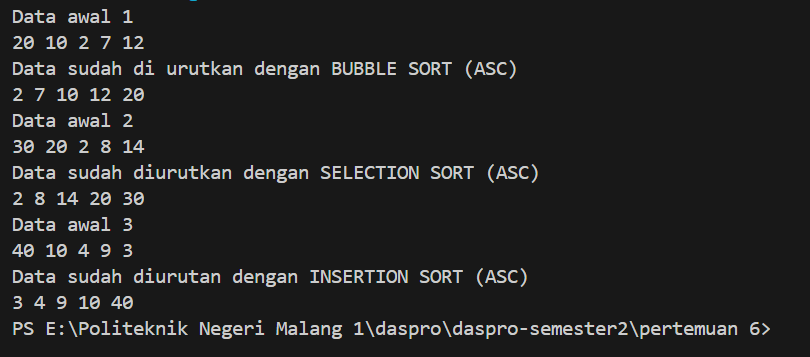 Data awal 1
20 10 2 7 12
Data sudah di urutkan dengan BUBBLE SORT (ASC)
2 7 10 12 20
Data awal 2
30 20 2 8 14
Data sudah diurutkan dengan SELECTION SORT (ASC)
2 8 14 20 30
Data awal 3
40 10 4 9 3
Data sudah diurutan dengan INSERTION SORT (ASC)
3 4 9 10 40
PS E:\Politeknik Negeri Malang 1\daspro\daspro-semester2\pertemuan 6>